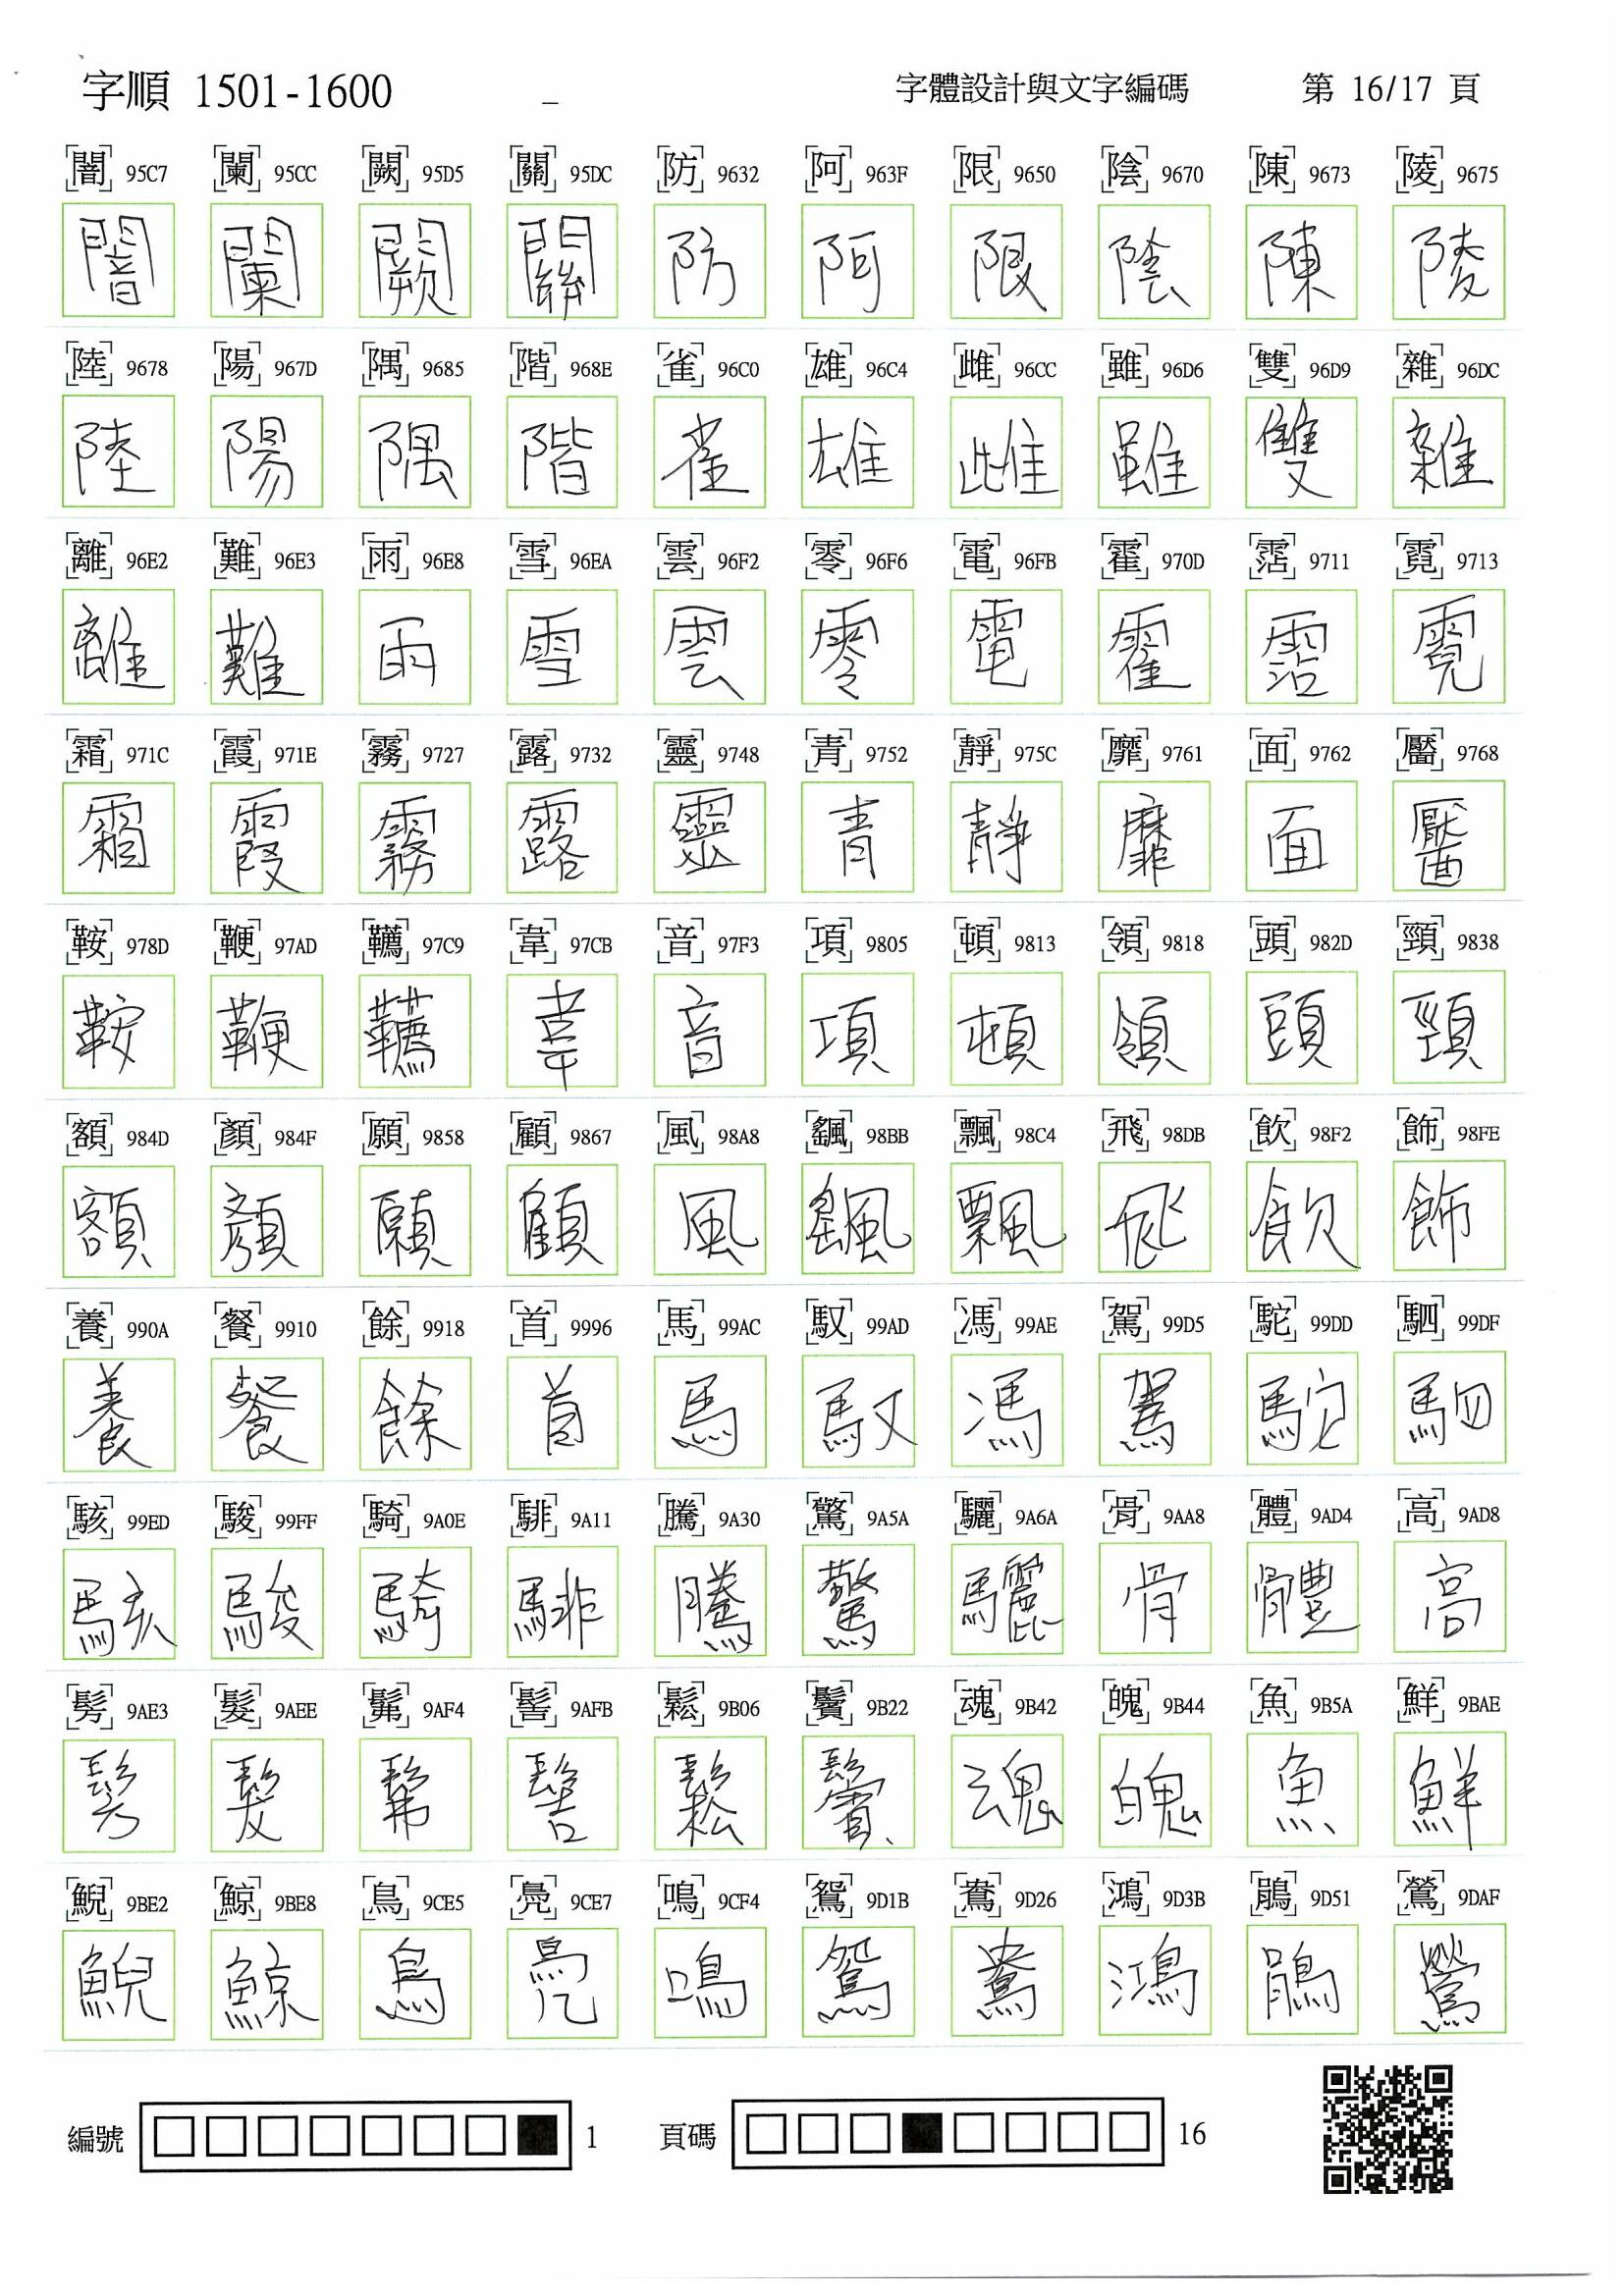 字順 1501-1600 _ 字體設計與文字編碼 第 16/17 頁
闇 95C7 闌 95CC 闕 95D5 關 95DC 防 9632 阿 963F 限 9650 陰 9670 陳 9673 陵 9675
闇 闌 闕 關 防 阿 限 陰 陳 陵
陸 9678 陽 967D 隅 9685 階 968E 雀 96C0 雄 96C4 雌 96CC 雖 96D6 雙 96D9 雜 96DC
陸 陽 隅 階 雀 雄 雌 雖 雙 雜
離 96E2 難 96E3 雨 96E8 雪 96EA 雲 96F2 零 96F6 電 96FB 霍 970D 霑 9711 霓 9713
離 難 雨 雪 雲 零 電 霍 霑 霓
霜 971C 霞 971E 霧 9727 露 9732 靈 9748 青 9752 靜 975C 靡 9761 面 9762 靨 9768
霜 霞 霧 露 靈 青 靜 靡 面 靨
鞍 978D 鞭 97AD 韉 97C9 韋 97CB 音 97F3 項 9805 頓 9813 領 9818 頭 982D 頸 9838
鞍 鞭 韉 韋 音 項 頓 領 頭 頸
額 984D 顏 984F 願 9858 顧 9867 風 98A8 颻 98BB 飄 98C4 飛 98DB 飲 98F2 飾 98FE
額 顏 願 顧 風 颻 飄 飛 飲 飾
養 990A 餐 9910 餘 9918 首 9996 馬 99AC 馭 99AD 馮 99AE 駕 99D5 駝 99DD 駟 99DF
養 餐 餘 首 馬 馭 馮 駕 駝 駟
駭 99ED 駿 99FF 騎 9A0E 騑 9A11 騰 9A30 驚 9A5A 驪 9A6A 骨 9AA8 體 9AD4 高 9AD8
駭 駿 騎 騑 騰 驚 驪 骨 體 高
髣 9AE3 髮 9AEE 髴 9AF4 髻 9AFB 鬆 9B06 鬢 9B22 魂 9B42 魄 9B44 魚 9B5A 鮮 9BAE
髣 髮 髴 髻 鬆 鬢 魂 魄 魚 鮮
鯢 9BE2 鯨 9BE8 鳥 9CE5 鳧 9CE7 鳴 9CF4 鴛 9D1B 鴦 9D26 鴻 9D3B 鵑 9D51 鶯 9DAF
鯢 鯨 鳥 鳧 鳴 鴛 鴦 鴻 鵑 鶯
編號 1 頁碼 16